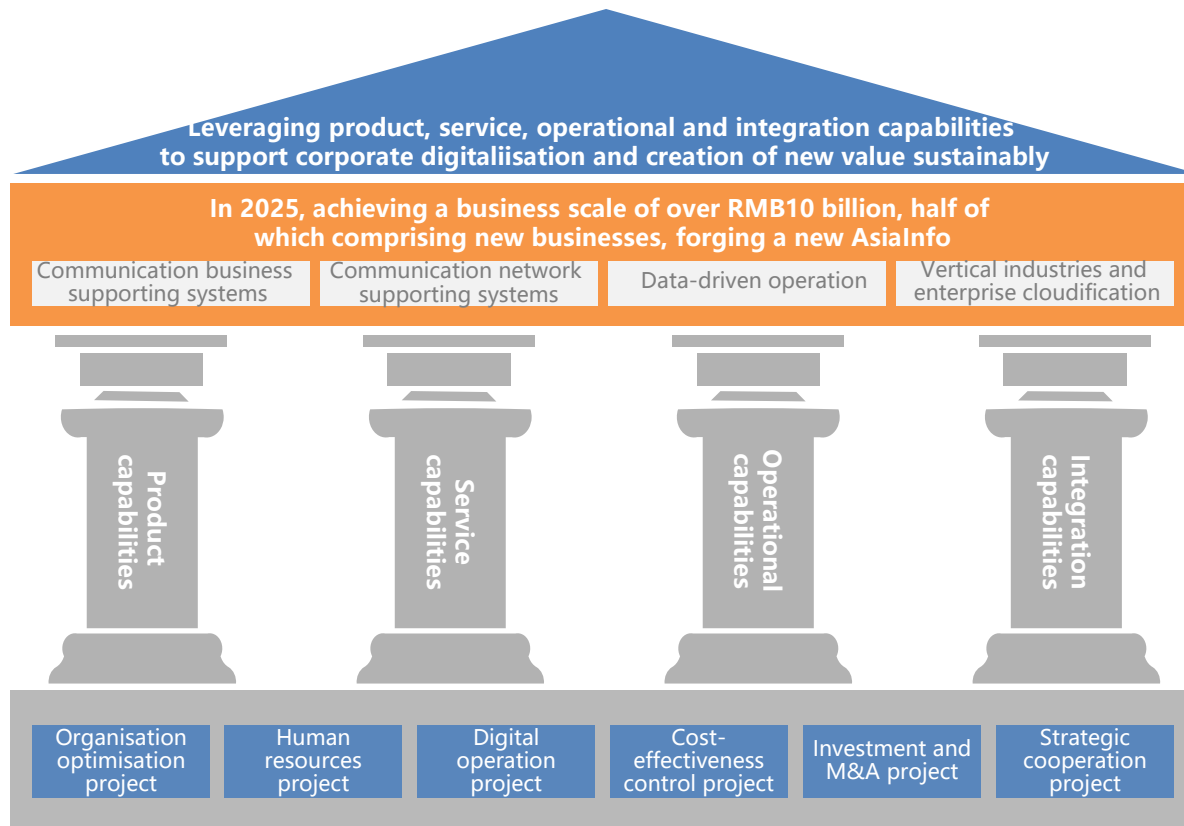 Leveraging product, service, operational and integration capabilities
to support corporate digitaliisation and creation of new value sustainably
In 2025, achieving a business scale of over RMB10 billion, half of
which comprising new businesses, forging a new AsiaInfo
Communication business
supporting systems
Communication network
supporting systems
Data-driven operation
Vertical industries and
enterprise cloudification
Product
capabilities
Service
capabilities
Operational
capabilities
Integration
capabilities
Organisation
optimisation
project
Human
resources
project
Digital
operation
project
Cost-
effectiveness
control project
Investment and
M&A project
Strategic
cooperation
project